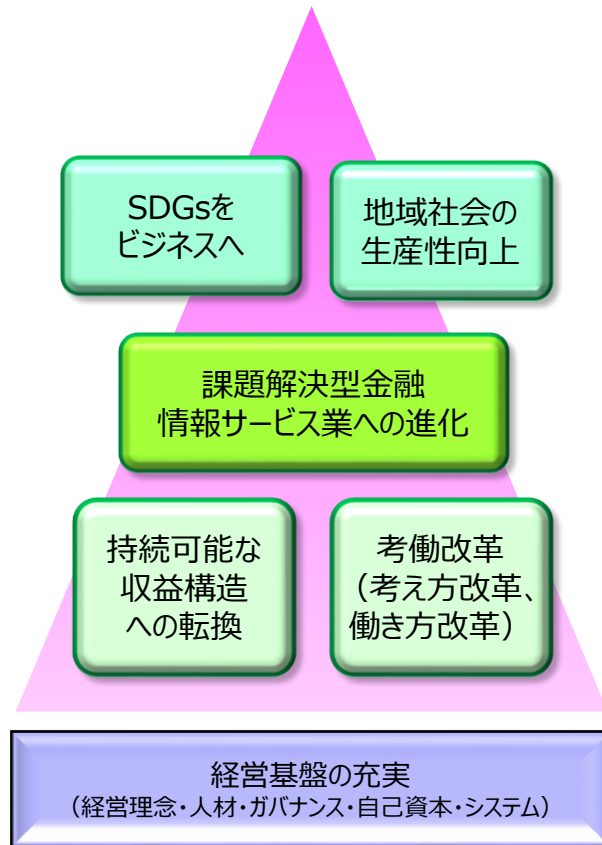 SDGsを
ビジネスへ
地域社会の
生産性向上
課題解決型金融
情報サービス業への進化
持続可能な
収益構造
への転換
考働改革
（考え方改革、
働き方改革）
経営基盤の充実
（経営理念・人材・ガバナンス・自己資本・システム）